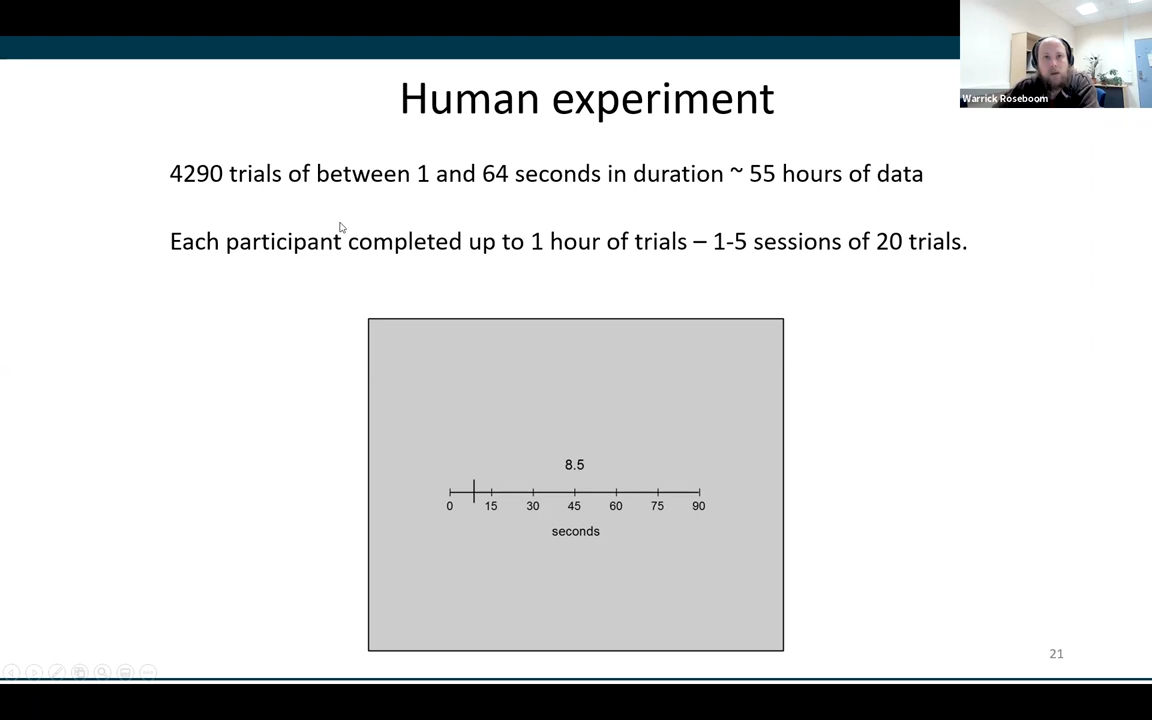 Warrick Roseboom
Human experiment
4290 trials of between 1 and 64 seconds in duration ~ 55 hours of data
Each participant completed up to 1 hour of trials – 1-5 sessions of 20 trials.
8.5
0 15 30 45 60 75 90
seconds
21